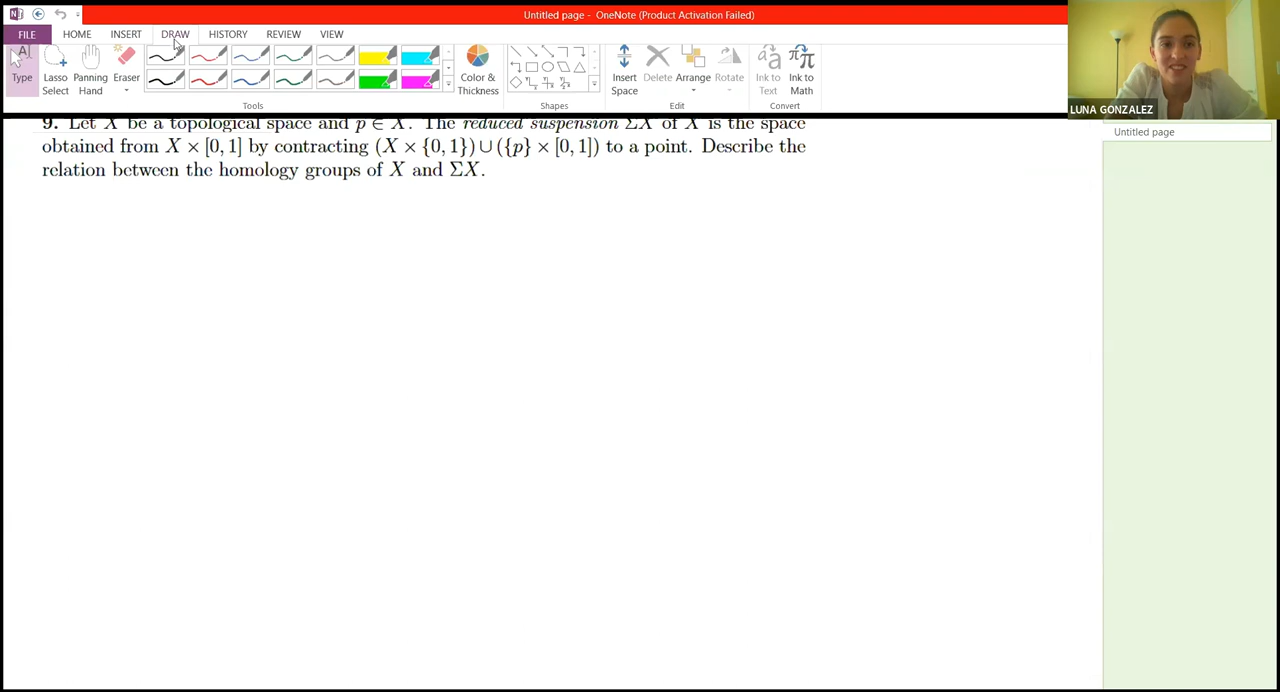 Untitled page - OneNote (Product Activation Failed)
FILE HOME INSERT DRAW HISTORY REVIEW VIEW
Type Lasso Select Panning Hand Eraser Color & Thickness Insert Space Delete Arrange Rotate Ink to Text Ink to Math
Tools Shapes Edit Convert
LUNA GONZALEZ
Untitled page
9. Let X be a topological space and p ∈ X. The reduced suspension ΣX of X is the space
obtained from X × [0, 1] by contracting (X × {0, 1}) ∪ ({p} × [0, 1]) to a point. Describe the
relation between the homology groups of X and ΣX.